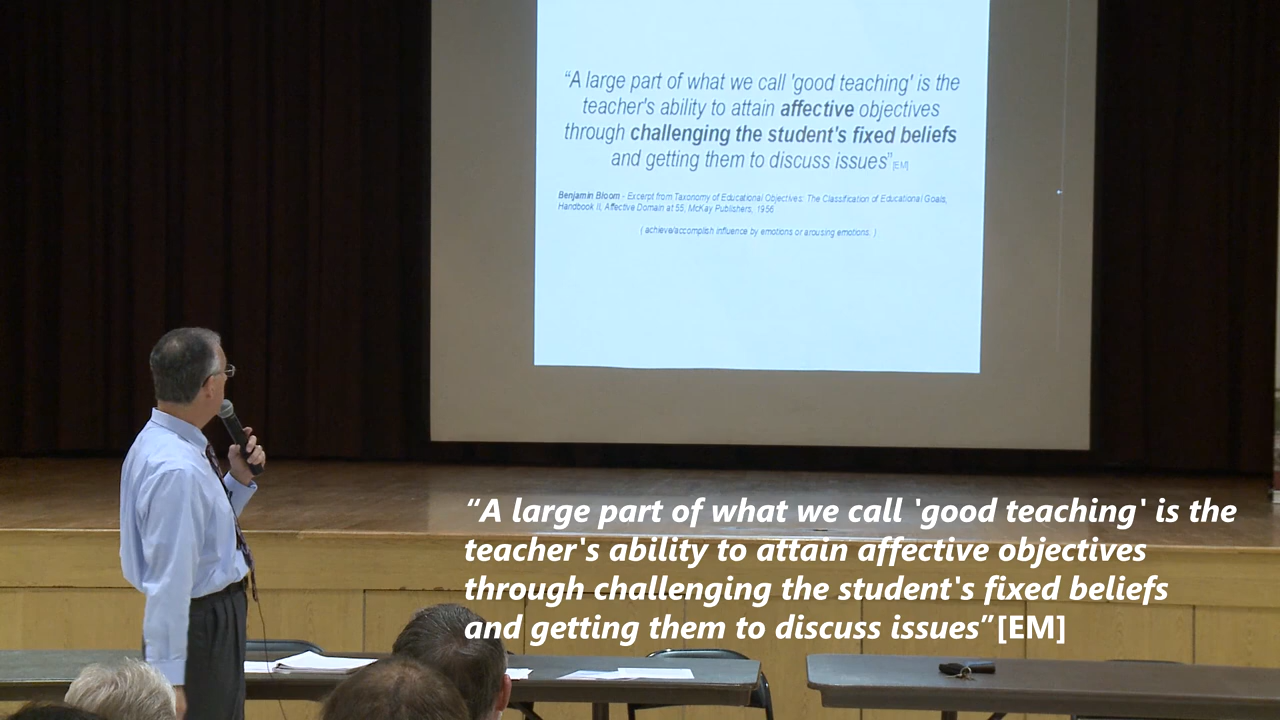 “A large part of what we call 'good teaching' is the
teacher's ability to attain affective objectives
through challenging the student's fixed beliefs
and getting them to discuss issues”[EM]
Benjamin Bloom - Excerpt from Taxonomy of Educational Objectives: The Classification of Educational Goals,
Handbook II, Affective Domain at 55, McKay Publishers, 1956
( achieve/accomplish influence by emotions or arousing emotions. )
“A large part of what we call 'good teaching' is the
teacher's ability to attain affective objectives
through challenging the student's fixed beliefs
and getting them to discuss issues”[EM]